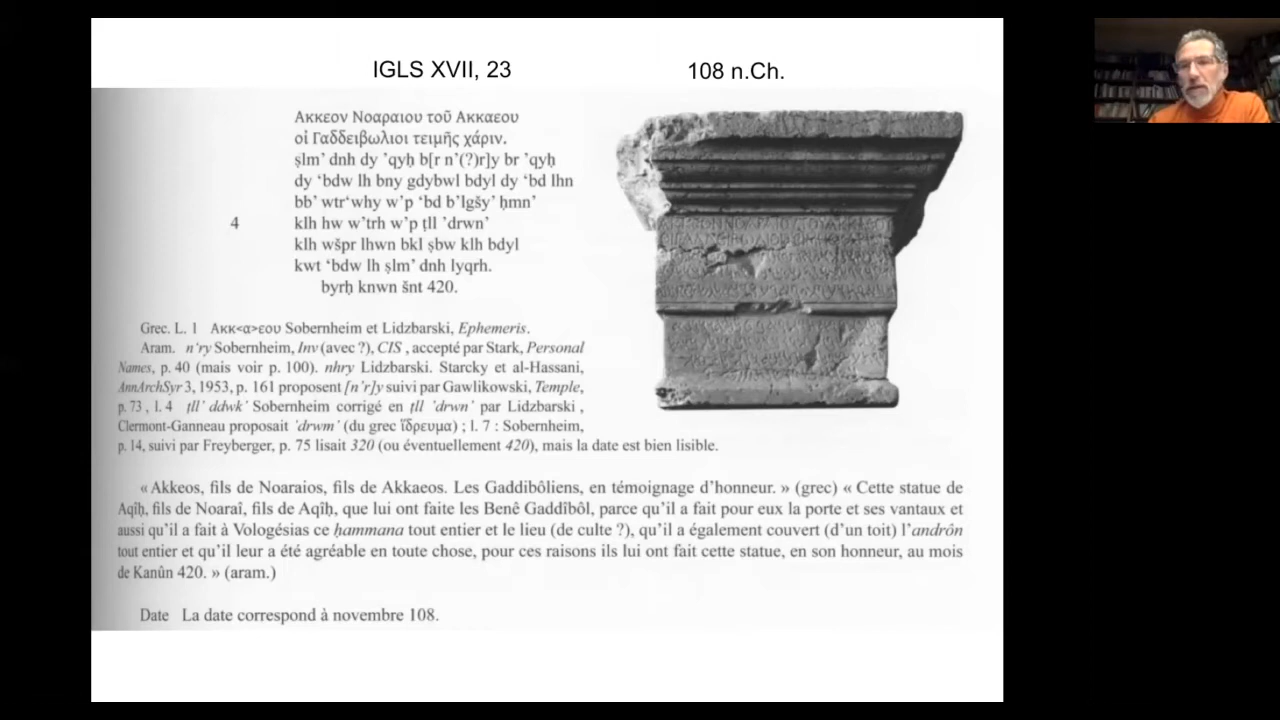 IGLS XVII, 23
108 n.Ch.
Ακκεον Νοαραιου τοῦ Ακκαεου
οἱ Γαδδειβωλιοι τειμῆς χάριν.
ṣlm’ dnh dy ’qyḥ b[r n’(?)r]y br ’qyḥ
dy ‘bdw lh bny gdybwl bdyl dy ‘bd lhn
bb’ wtr‘why w’p ‘bd b’lgšy’ ḥmn’
4 klh hw w’trh w’p ṭll ’drwn’
klh wšpr lhwn bkl ṣbw klh bdyl
kwt ‘bdw lh ṣlm’ dnh lyqrh.
byrḥ knwn šnt 420.
Grec. L. 1 Ακκ<α>εου Sobernheim et Lidzbarski, Ephemeris.
Aram. n‘ry Sobernheim, Inv (avec ?), CIS , accepté par Stark, Personal
Names, p. 40 (mais voir p. 100). nhry Lidzbarski. Starcky et al-Hassani,
AnnArchSyr 3, 1953, p. 161 proposent [n‘r]y suivi par Gawlikowski, Temple,
p. 73 , l. 4 ṭll’ ddwk’ Sobernheim corrigé en ṭll ’drwn’ par Lidzbarski ,
Clermont-Ganneau proposait ’drwm’ (du grec ἵδρευμα) ; l. 7 : Sobernheim,
p. 14, suivi par Freyberger, p. 75 lisait 320 (ou éventuellement 420), mais la date est bien lisible.
« Akkeos, fils de Noaraios, fils de Akkaeos. Les Gaddibôliens, en témoignage d’honneur. » (grec) « Cette statue de
Aqîḥ, fils de Noaraî, fils de Aqîḥ, que lui ont faite les Benê Gaddîbôl, parce qu’il a fait pour eux la porte et ses vantaux et
aussi qu’il a fait à Vologésias ce ḥammana tout entier et le lieu (de culte ?), qu’il a également couvert (d’un toit) l’andrôn
tout entier et qu’il leur a été agréable en toute chose, pour ces raisons ils lui ont fait cette statue, en son honneur, au mois
de Kanûn 420. » (aram.)
Date La date correspond à novembre 108.